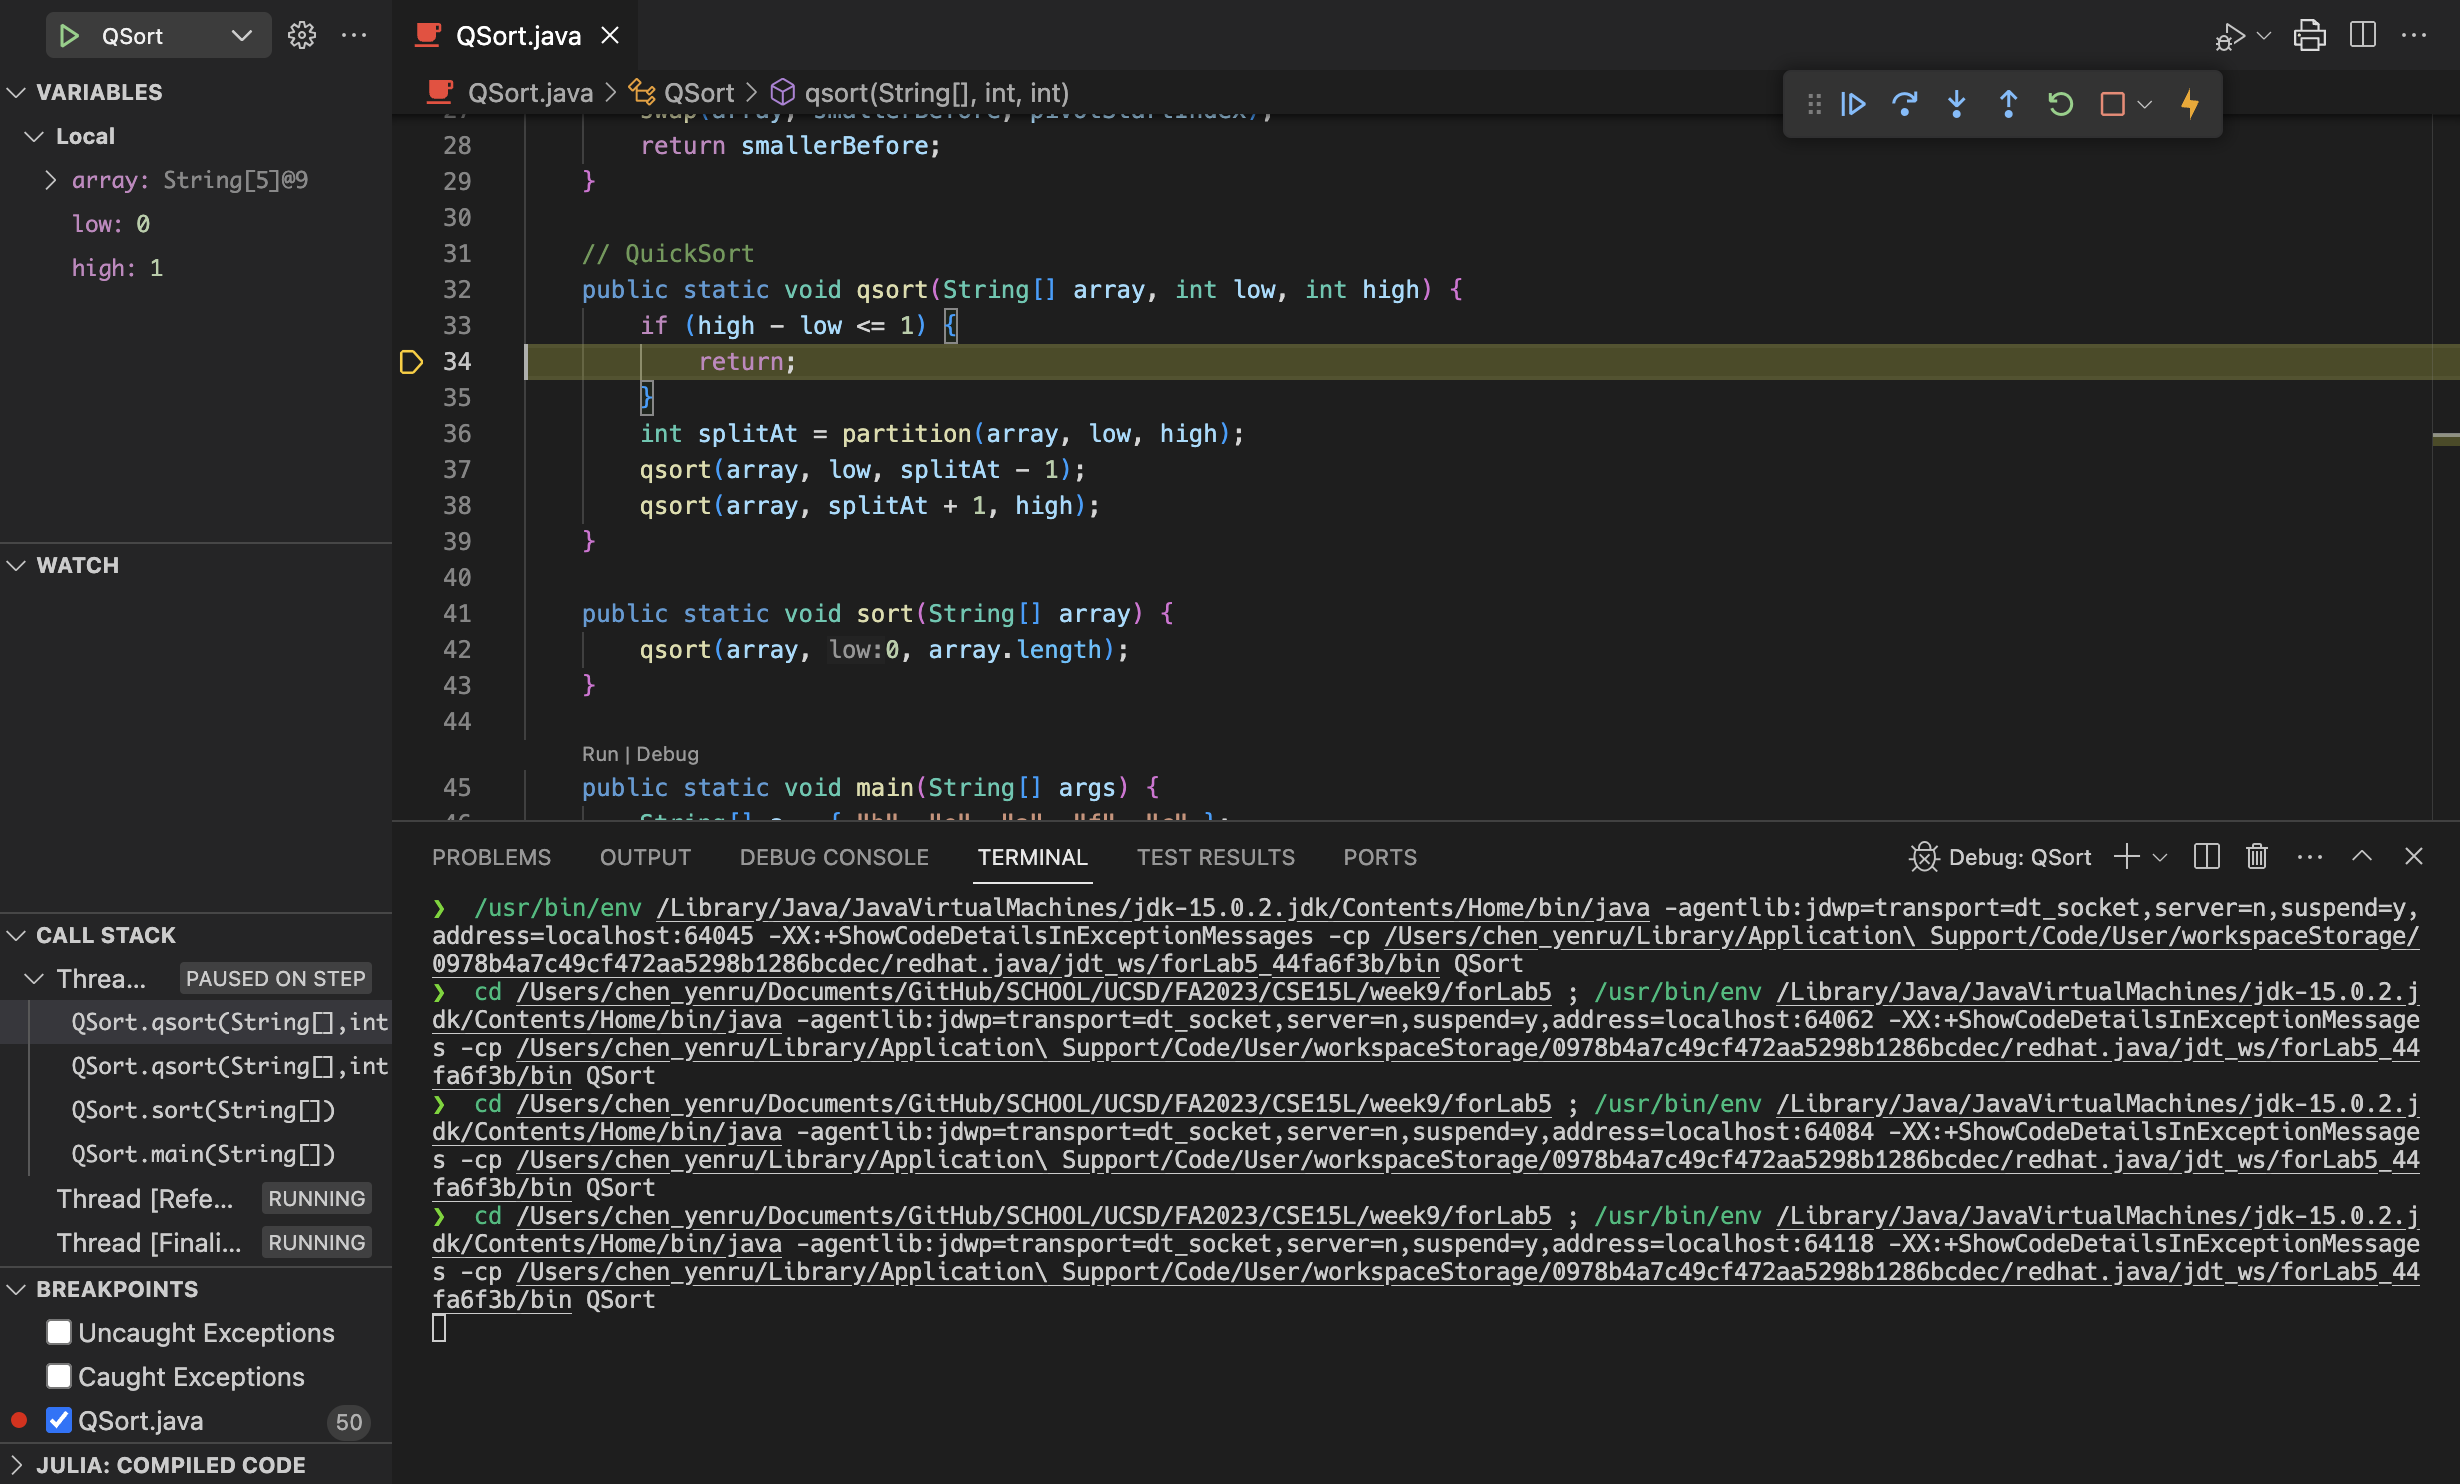 QSort
QSort.java
VARIABLES
Local
array: String[5]@9
low: 0
high: 1
WATCH
CALL STACK
Threa... PAUSED ON STEP
QSort.qsort(String[],int
QSort.qsort(String[],int
QSort.sort(String[])
QSort.main(String[])
Thread [Refe... RUNNING
Thread [Finali... RUNNING
BREAKPOINTS
Uncaught Exceptions
Caught Exceptions
QSort.java 50
JULIA: COMPILED CODE
QSort.java > QSort > qsort(String[], int, int)
27 swap(array, smallerBefore, pivotStartIndex);
28 return smallerBefore;
29 }
30
31 // QuickSort
32 public static void qsort(String[] array, int low, int high) {
33 if (high - low <= 1) {
34 return;
35 }
36 int splitAt = partition(array, low, high);
37 qsort(array, low, splitAt - 1);
38 qsort(array, splitAt + 1, high);
39 }
40
41 public static void sort(String[] array) {
42 qsort(array, low:0, array.length);
43 }
44
Run | Debug
45 public static void main(String[] args) {
46 String[]
PROBLEMS OUTPUT DEBUG CONSOLE TERMINAL TEST RESULTS PORTS
Debug: QSort
❯ /usr/bin/env /Library/Java/JavaVirtualMachines/jdk-15.0.2.jdk/Contents/Home/bin/java -agentlib:jdwp=transport=dt_socket,server=n,suspend=y,
address=localhost:64045 -XX:+ShowCodeDetailsInExceptionMessages -cp /Users/chen_yenru/Library/Application\ Support/Code/User/workspaceStorage/
0978b4a7c49cf472aa5298b1286bcdec/redhat.java/jdt_ws/forLab5_44fa6f3b/bin QSort
❯ cd /Users/chen_yenru/Documents/GitHub/SCHOOL/UCSD/FA2023/CSE15L/week9/forLab5 ; /usr/bin/env /Library/Java/JavaVirtualMachines/jdk-15.0.2.j
dk/Contents/Home/bin/java -agentlib:jdwp=transport=dt_socket,server=n,suspend=y,address=localhost:64062 -XX:+ShowCodeDetailsInExceptionMessage
s -cp /Users/chen_yenru/Library/Application\ Support/Code/User/workspaceStorage/0978b4a7c49cf472aa5298b1286bcdec/redhat.java/jdt_ws/forLab5_44
fa6f3b/bin QSort
❯ cd /Users/chen_yenru/Documents/GitHub/SCHOOL/UCSD/FA2023/CSE15L/week9/forLab5 ; /usr/bin/env /Library/Java/JavaVirtualMachines/jdk-15.0.2.j
dk/Contents/Home/bin/java -agentlib:jdwp=transport=dt_socket,server=n,suspend=y,address=localhost:64084 -XX:+ShowCodeDetailsInExceptionMessage
s -cp /Users/chen_yenru/Library/Application\ Support/Code/User/workspaceStorage/0978b4a7c49cf472aa5298b1286bcdec/redhat.java/jdt_ws/forLab5_44
fa6f3b/bin QSort
❯ cd /Users/chen_yenru/Documents/GitHub/SCHOOL/UCSD/FA2023/CSE15L/week9/forLab5 ; /usr/bin/env /Library/Java/JavaVirtualMachines/jdk-15.0.2.j
dk/Contents/Home/bin/java -agentlib:jdwp=transport=dt_socket,server=n,suspend=y,address=localhost:64118 -XX:+ShowCodeDetailsInExceptionMessage
s -cp /Users/chen_yenru/Library/Application\ Support/Code/User/workspaceStorage/0978b4a7c49cf472aa5298b1286bcdec/redhat.java/jdt_ws/forLab5_44
fa6f3b/bin QSort